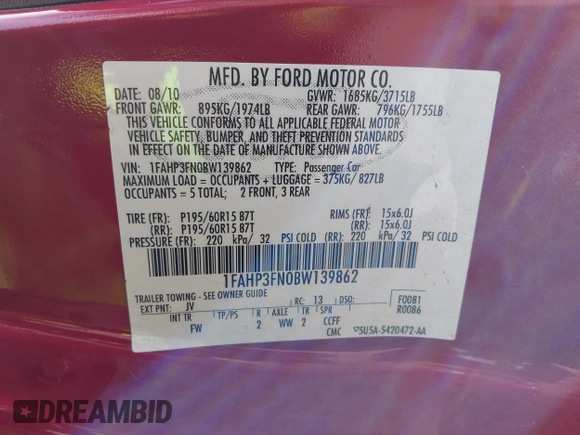 MFD. BY FORD MOTOR CO.
DATE: 08/10 GVWR: 1685KG/3715LB
FRONT GAWR: 895KG/1974LB REAR GAWR: 796KG/1755LB
THIS VEHICLE CONFORMS TO ALL APPLICABLE FEDERAL MOTOR
VEHICLE SAFETY, BUMPER, AND THEFT PREVENTION STANDARDS
IN EFFECT ON THE DATE OF MANUFACTURE SHOWN ABOVE.
VIN: 1FAHP3FN0BW139862 TYPE: Passenger Car
MAXIMUM LOAD = OCCUPANTS + LUGGAGE = 375KG/ 827LB
OCCUPANTS = 5 TOTAL; 2 FRONT, 3 REAR
TIRE (FR): P195/60R15 87T RIMS (FR): 15x6.0J
(RR): P195/60R15 87T (RR): 15x6.0J
PRESSURE (FR): 220 kPa/ 32 PSI COLD (RR): 220 kPa/ 32 PSI COLD
1FAHP3FN0BW139862
TRAILER TOWING - SEE OWNER GUIDE
EXT PNT: JV RC: 13 DSO: F0081
R0086
INT TR TP/PS R AXLE TR SPR
FW 2 WW 2 CCFF
CMC 5U5A-5420472-AA
DREAMBID